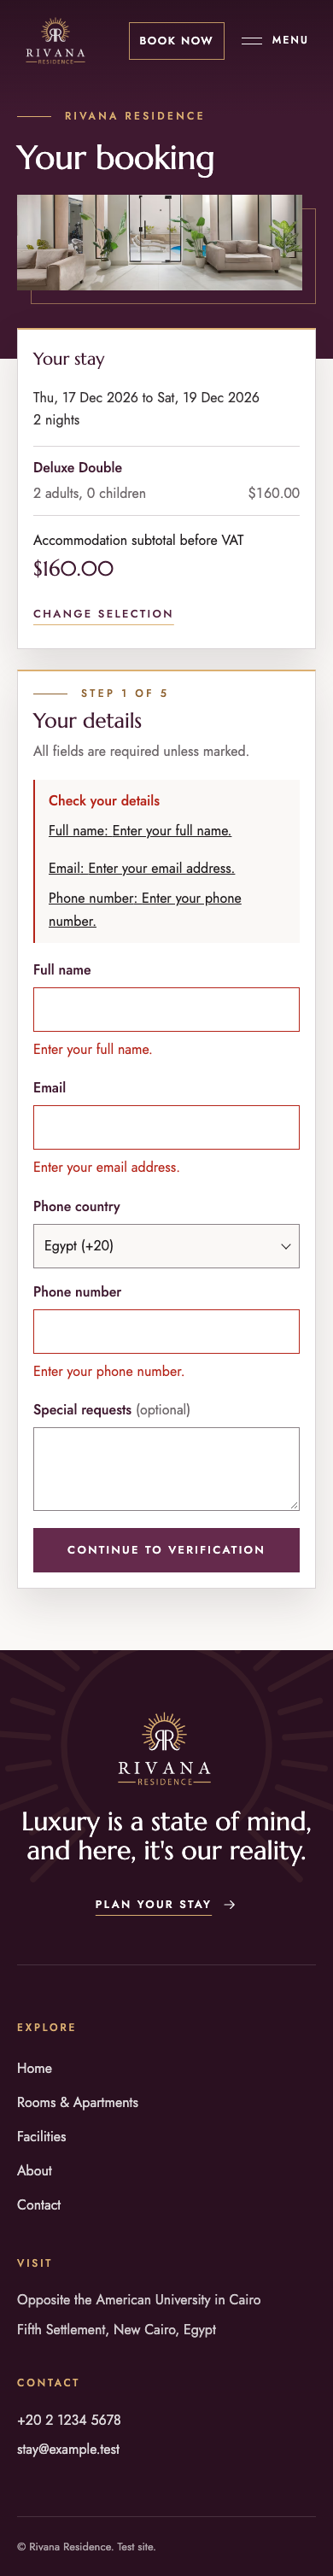 RIVANA
RESIDENCE
BOOK NOW
MENU
RIVANA RESIDENCE
Your booking
Your stay
Thu, 17 Dec 2026 to Sat, 19 Dec 2026
2 nights
Deluxe Double
2 adults, 0 children $160.00
Accommodation subtotal before VAT
$160.00
CHANGE SELECTION
STEP 1 OF 5
Your details
All fields are required unless marked.
Check your details
Full name: Enter your full name.
Email: Enter your email address.
Phone number: Enter your phone
number.
Full name
Enter your full name.
Email
Enter your email address.
Phone country
Egypt (+20)
Phone number
Enter your phone number.
Special requests (optional)
CONTINUE TO VERIFICATION
RIVANA
RESIDENCE
Luxury is a state of mind,
and here, it's our reality.
PLAN YOUR STAY →
EXPLORE
Home
Rooms & Apartments
Facilities
About
Contact
VISIT
Opposite the American University in Cairo
Fifth Settlement, New Cairo, Egypt
CONTACT
+20 2 1234 5678
stay@example.test
© Rivana Residence. Test site.